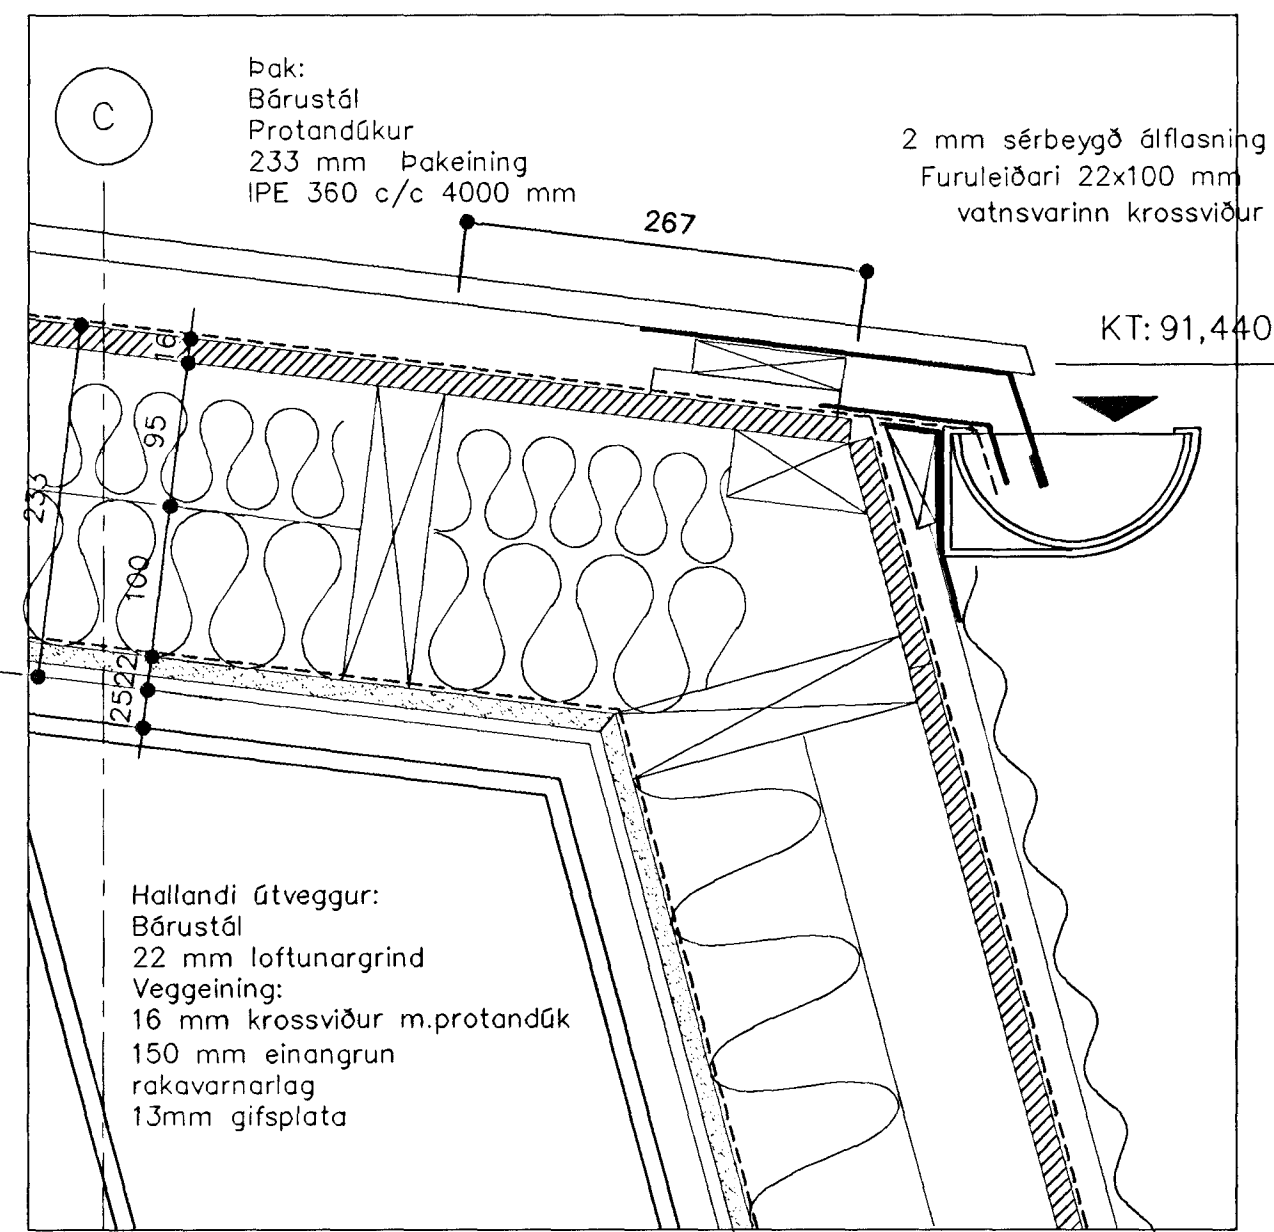 C
Þak:
Bárustál
Protandúkur
233 mm Þakeining
IPE 360 c/c 4000 mm
2 mm sérbeygð álflasning
Furuleiðari 22x100 mm
vatnsvarinn krossviður
267
KT: 91,440
16
95
233
100
22
25
Hallandi útveggur:
Bárustál
22 mm loftunargrind
Veggeining:
16 mm krossviður m.protandúk
150 mm einangrun
rakavarnarlag
13mm gifsplata